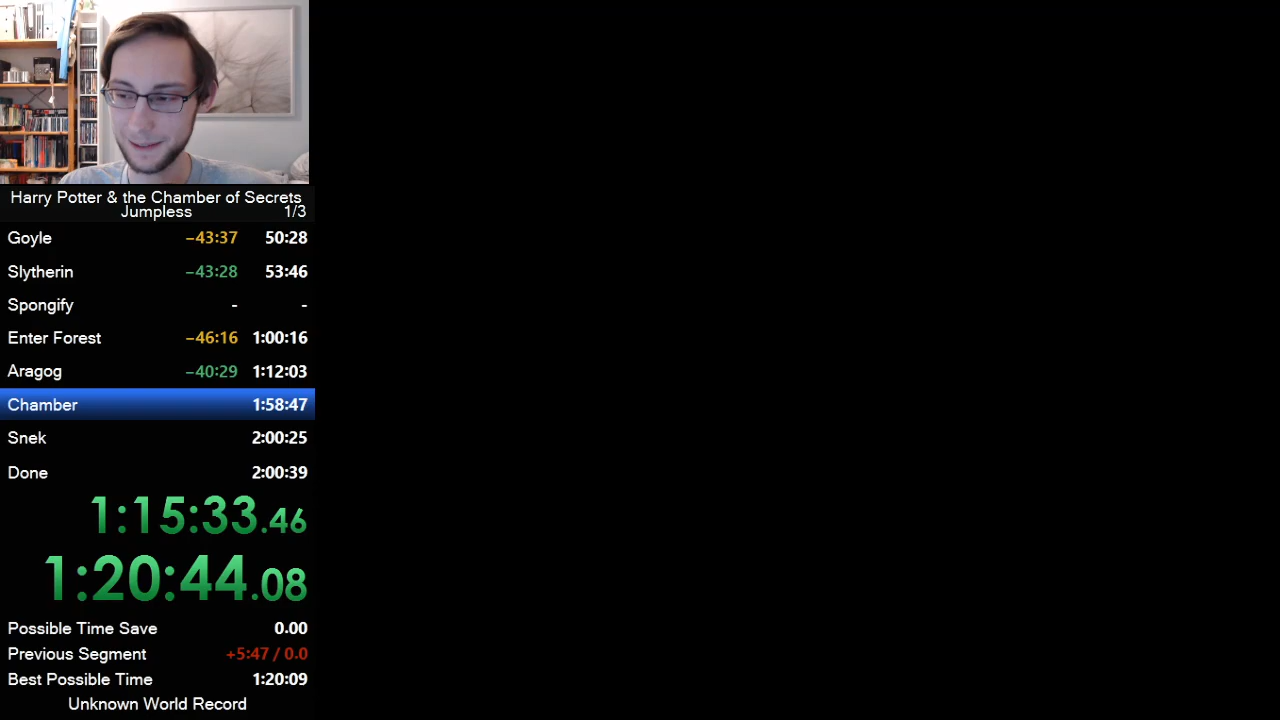 Harry Potter & the Chamber of Secrets
Jumpless 1/3
Goyle −43:37 50:28
Slytherin −43:28 53:46
Spongify - -
Enter Forest −46:16 1:00:16
Aragog −40:29 1:12:03
Chamber 1:58:47
Snek 2:00:25
Done 2:00:39
1:15:33.46
1:20:44.08
Possible Time Save 0.00
Previous Segment +5:47 / 0.0
Best Possible Time 1:20:09
Unknown World Record